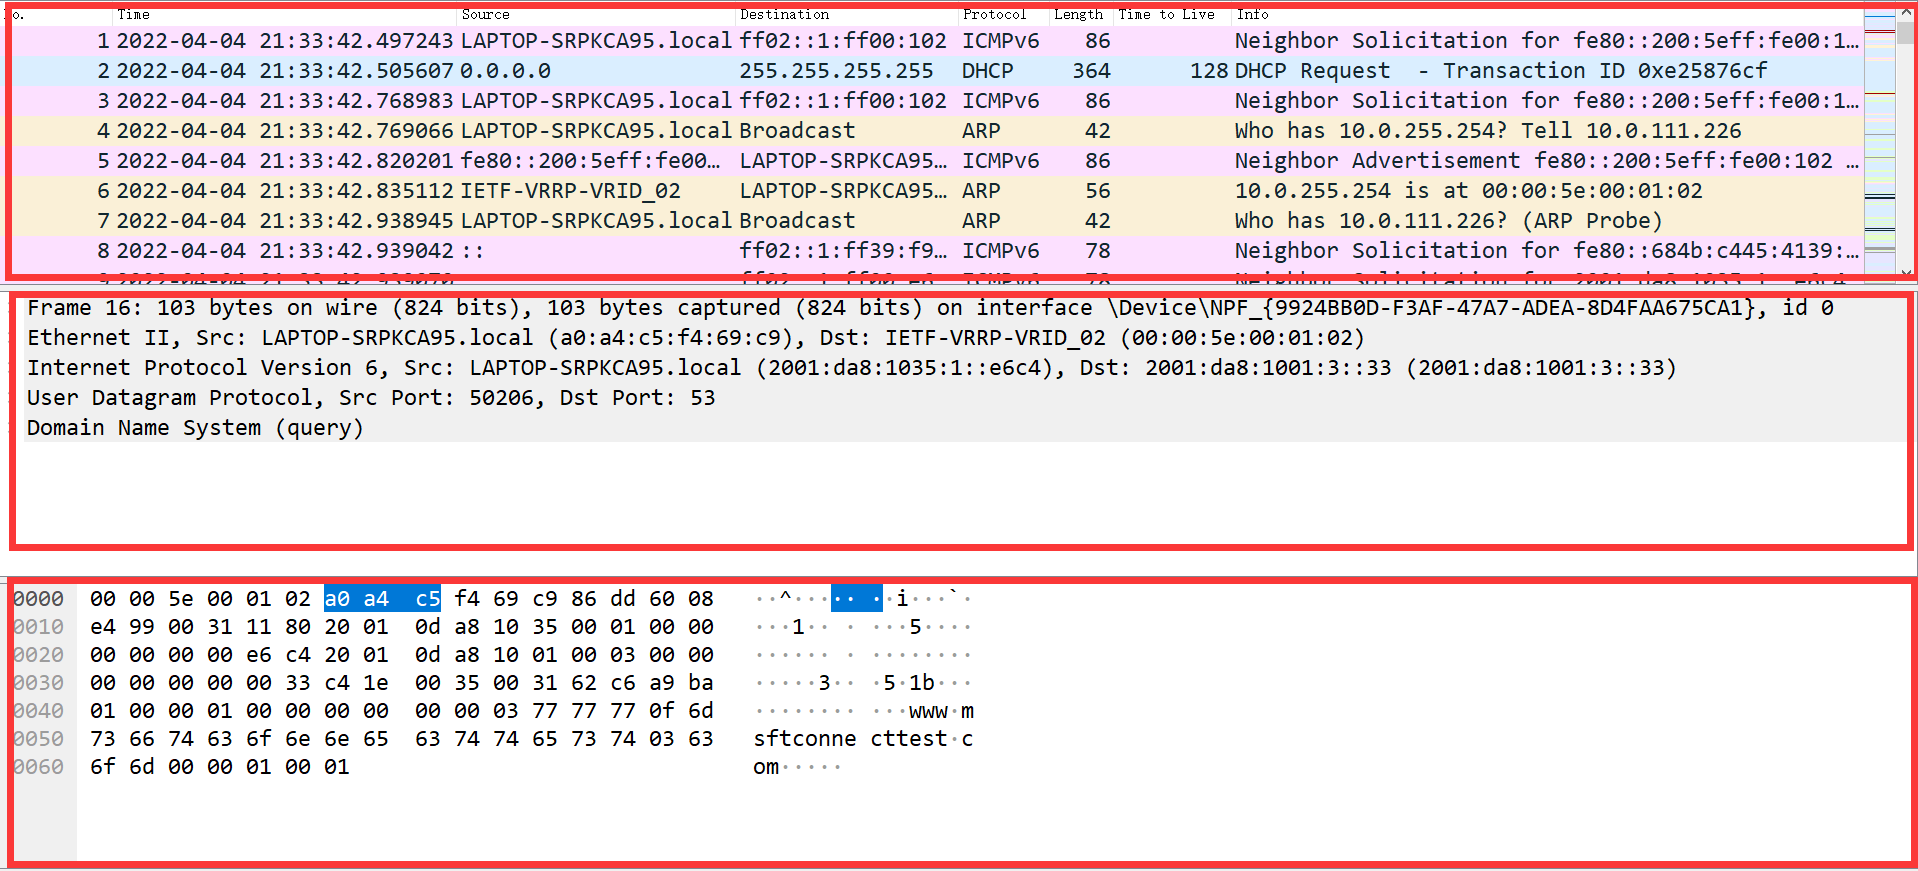 No. Time Source Destination Protocol Length Time to Live Info
1 2022-04-04 21:33:42.497243 LAPTOP-SRPKCA95.local ff02::1:ff00:102 ICMPv6 86 Neighbor Solicitation for fe80::200:5eff:fe00:1…
2 2022-04-04 21:33:42.505607 0.0.0.0 255.255.255.255 DHCP 364 128 DHCP Request  - Transaction ID 0xe25876cf
3 2022-04-04 21:33:42.768983 LAPTOP-SRPKCA95.local ff02::1:ff00:102 ICMPv6 86 Neighbor Solicitation for fe80::200:5eff:fe00:1…
4 2022-04-04 21:33:42.769066 LAPTOP-SRPKCA95.local Broadcast ARP 42 Who has 10.0.255.254? Tell 10.0.111.226
5 2022-04-04 21:33:42.820201 fe80::200:5eff:fe00… LAPTOP-SRPKCA95… ICMPv6 86 Neighbor Advertisement fe80::200:5eff:fe00:102 …
6 2022-04-04 21:33:42.835112 IETF-VRRP-VRID_02 LAPTOP-SRPKCA95… ARP 56 10.0.255.254 is at 00:00:5e:00:01:02
7 2022-04-04 21:33:42.938945 LAPTOP-SRPKCA95.local Broadcast ARP 42 Who has 10.0.111.226? (ARP Probe)
8 2022-04-04 21:33:42.939042 :: ff02::1:ff39:f9… ICMPv6 78 Neighbor Solicitation for fe80::684b:c445:4139:…
Frame 16: 103 bytes on wire (824 bits), 103 bytes captured (824 bits) on interface \Device\NPF_{9924BB0D-F3AF-47A7-ADEA-8D4FAA675CA1}, id 0
Ethernet II, Src: LAPTOP-SRPKCA95.local (a0:a4:c5:f4:69:c9), Dst: IETF-VRRP-VRID_02 (00:00:5e:00:01:02)
Internet Protocol Version 6, Src: LAPTOP-SRPKCA95.local (2001:da8:1035:1::e6c4), Dst: 2001:da8:1001:3::33 (2001:da8:1001:3::33)
User Datagram Protocol, Src Port: 50206, Dst Port: 53
Domain Name System (query)
0000 00 00 5e 00 01 02 a0 a4 c5 f4 69 c9 86 dd 60 08 ··^····· ··i···`·
0010 e4 99 00 31 11 80 20 01 0d a8 10 35 00 01 00 00 ···1·· · ···5····
0020 00 00 00 00 e6 c4 20 01 0d a8 10 01 00 03 00 00 ······ · ········
0030 00 00 00 00 00 33 c4 1e 00 35 00 31 62 c6 a9 ba ·····3·· ·5·1b···
0040 01 00 00 01 00 00 00 00 00 00 03 77 77 77 0f 6d ········ ···www·m
0050 73 66 74 63 6f 6e 6e 65 63 74 74 65 73 74 03 63 sftconne cttest·c
0060 6f 6d 00 00 01 00 01 om·····